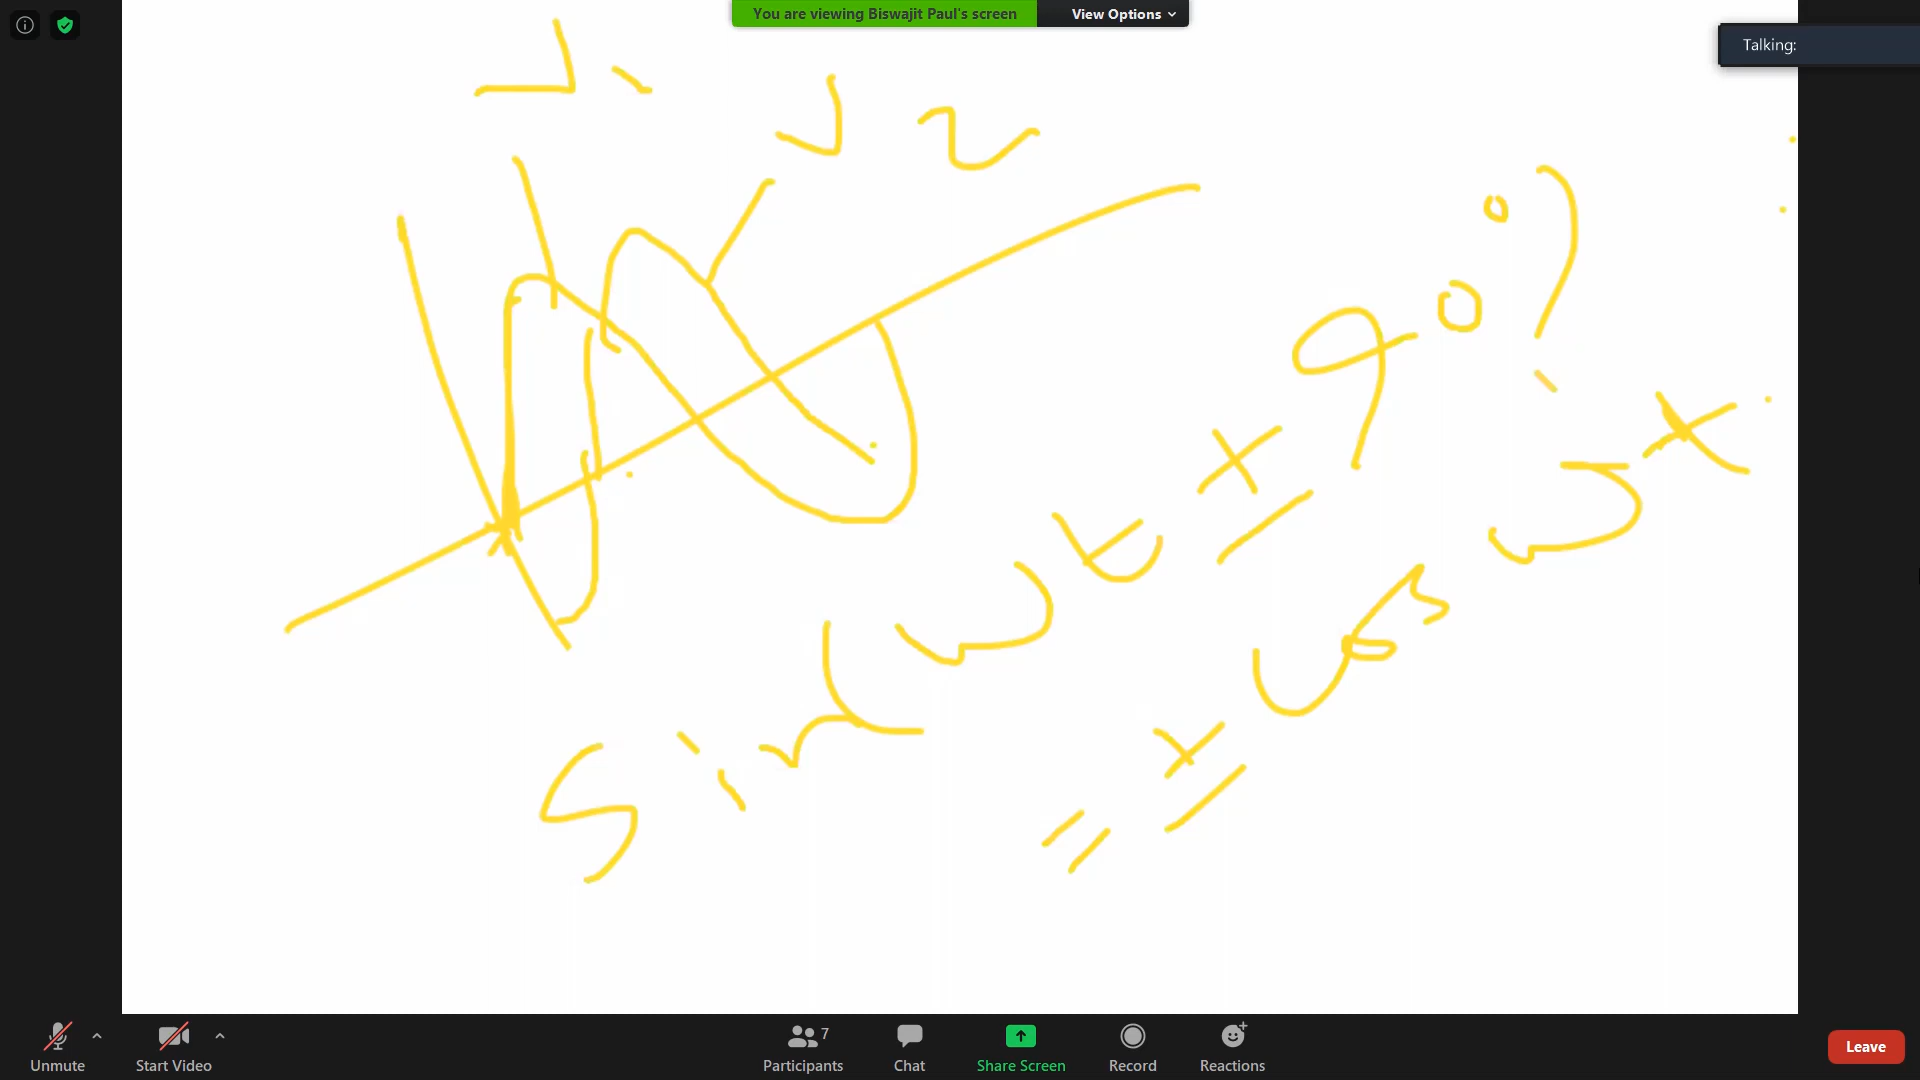 You are viewing Biswajit Paul's screen
View Options
Talking:
V1
V2
sin(ωt ± 90°)
= ± cos ωt
Unmute
Start Video
7
Participants
Chat
Share Screen
Record
Reactions
Leave